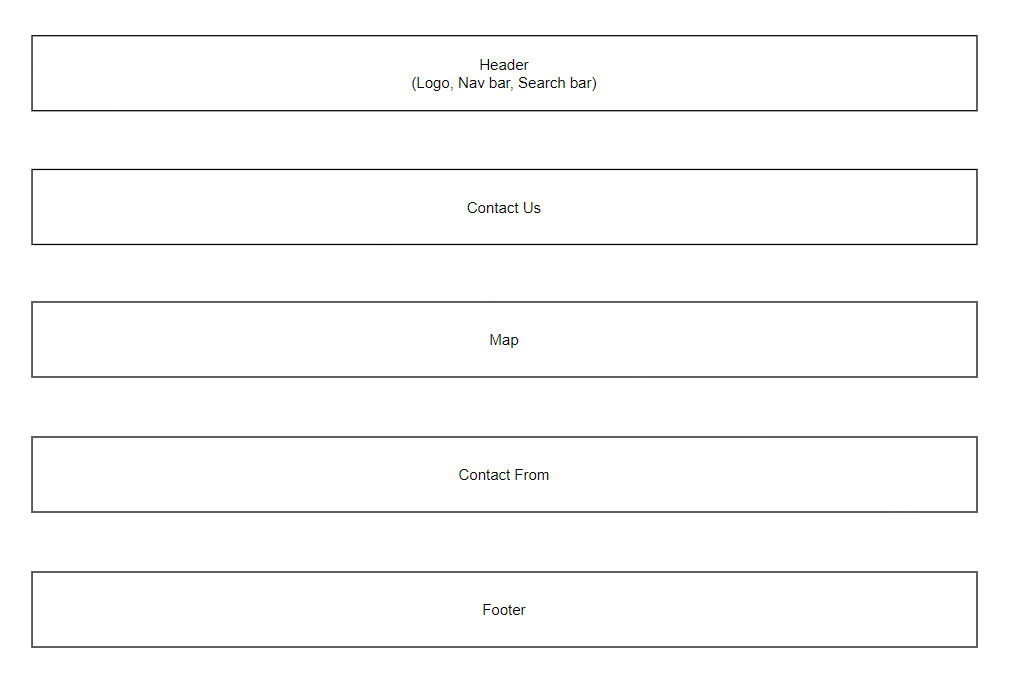 Header
(Logo, Nav bar, Search bar)
Contact Us
Map
Contact From
Footer